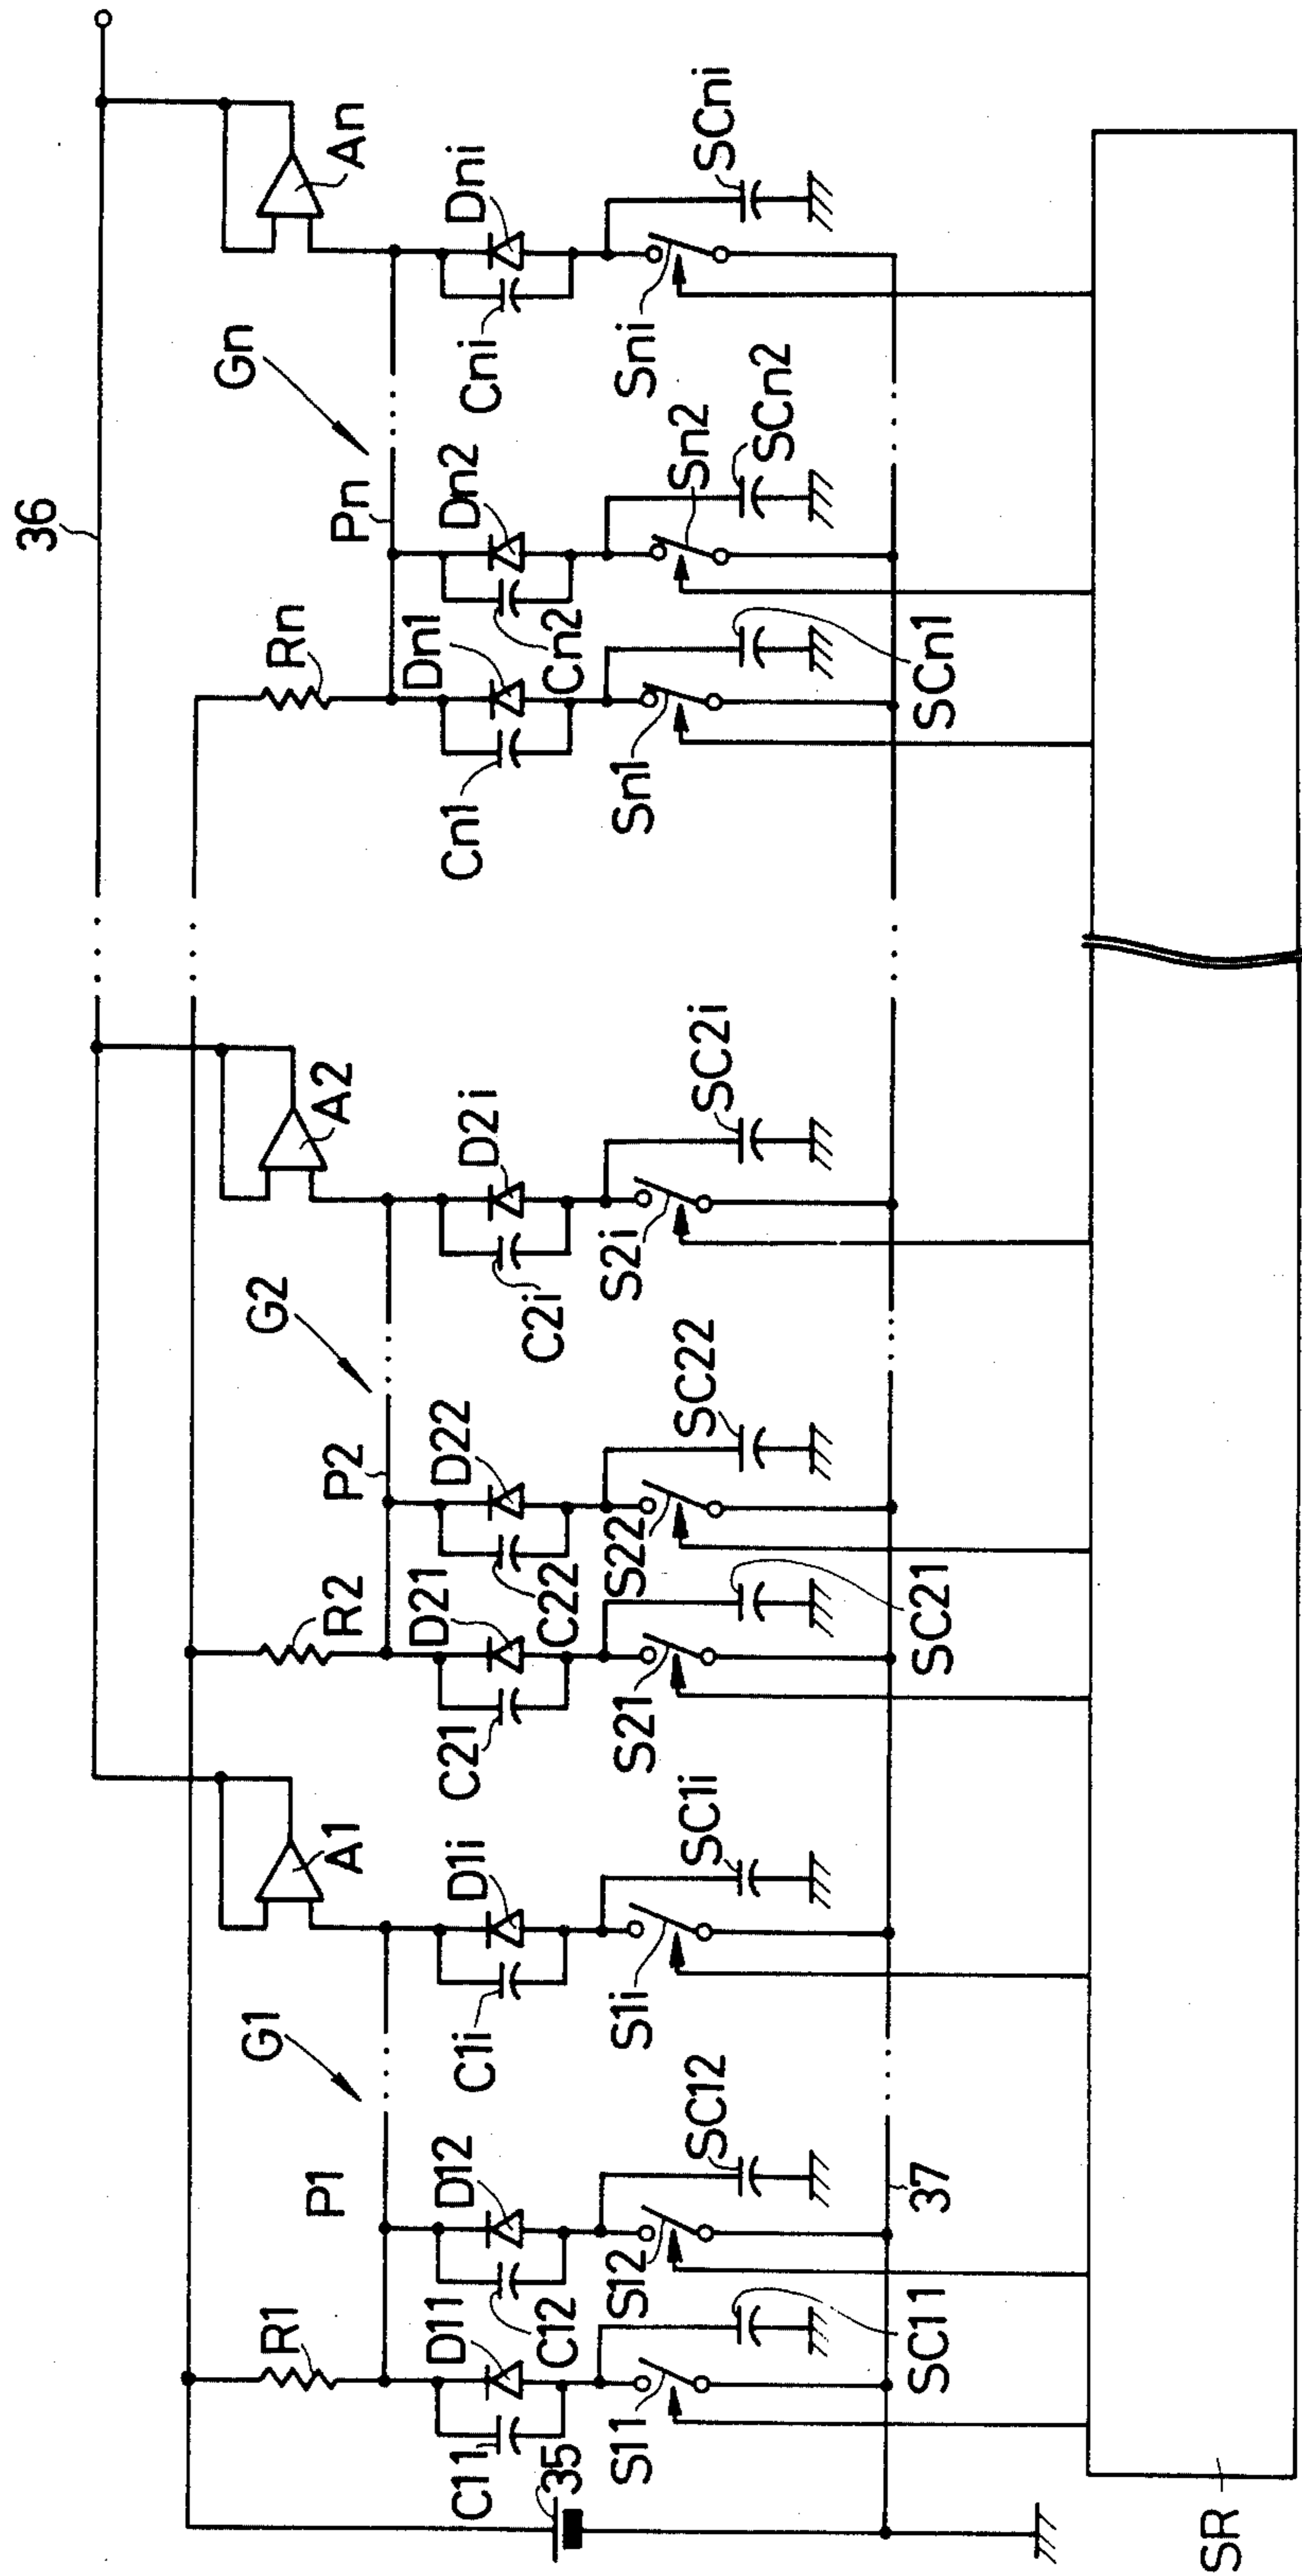 36
G1
G2
Gn
R1
P1
A1
R2
P2
A2
Rn
Pn
An
D11
D12
D1i
D21
D22
D2i
Dn1
Dn2
Dni
C11
C12
C1i
C21
C22
C2i
Cn1
Cn2
Cni
35
S11
S12
S1i
S21
S22
S2i
Sn1
Sn2
Sni
SC11
SC12
SC1i
SC21
SC22
SC2i
SCn1
SCn2
SCni
37
SR